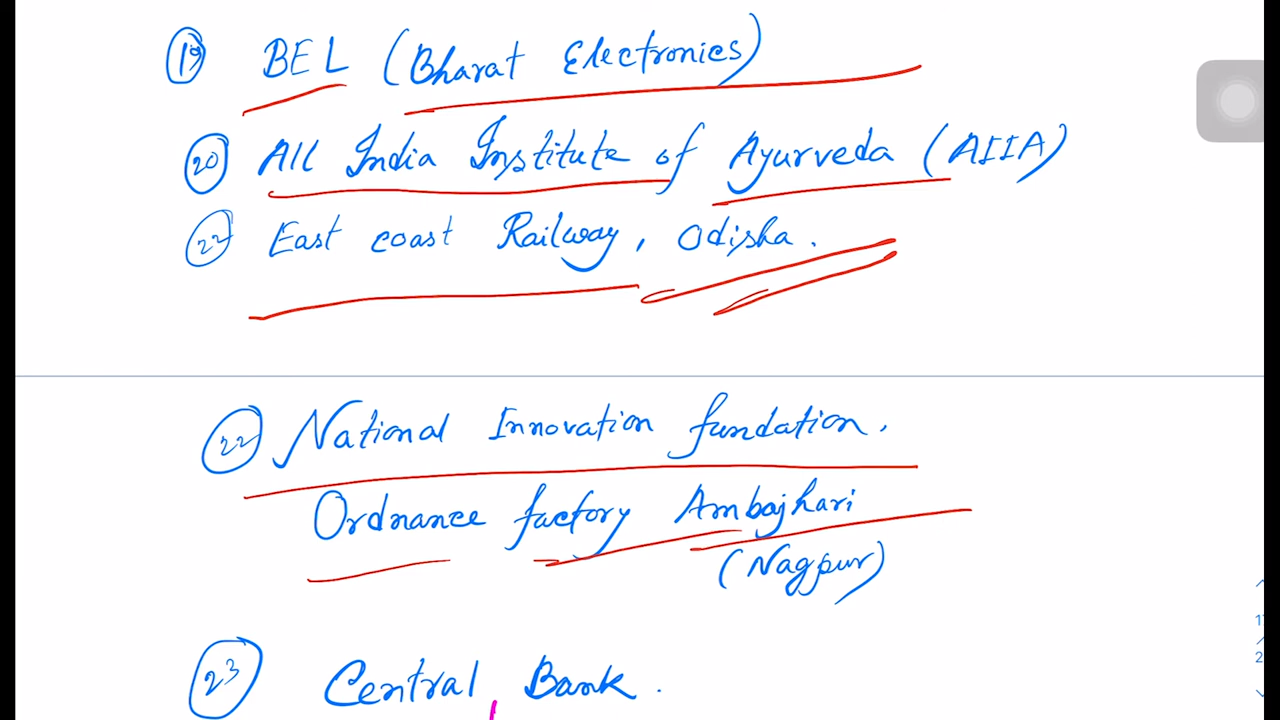 19 BEL (Bharat Electronics)
20 All India Institute of Ayurveda (AIIA)
22 East coast Railway, Odisha.
22 National Innovation fundation.
Ordnance factory Ambajhari
(Nagpur)
23 Central Bank.